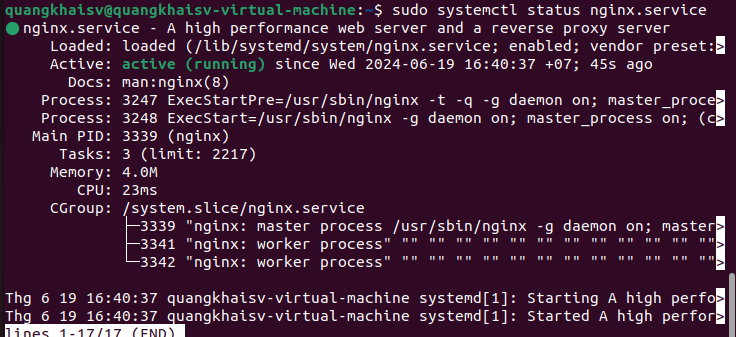 quangkhaisv@quangkhaisv-virtual-machine:~$ sudo systemctl status nginx.service
● nginx.service - A high performance web server and a reverse proxy server
     Loaded: loaded (/lib/systemd/system/nginx.service; enabled; vendor preset:>
     Active: active (running) since Wed 2024-06-19 16:40:37 +07; 45s ago
       Docs: man:nginx(8)
    Process: 3247 ExecStartPre=/usr/sbin/nginx -t -q -g daemon on; master_proce>
    Process: 3248 ExecStart=/usr/sbin/nginx -g daemon on; master_process on; (c>
   Main PID: 3339 (nginx)
      Tasks: 3 (limit: 2217)
     Memory: 4.0M
        CPU: 23ms
     CGroup: /system.slice/nginx.service
             ├─3339 "nginx: master process /usr/sbin/nginx -g daemon on; master>
             ├─3341 "nginx: worker process" "" "" "" "" "" "" "" "" "" "" "" "">
             └─3342 "nginx: worker process" "" "" "" "" "" "" "" "" "" "" "" "">

Thg 6 19 16:40:37 quangkhaisv-virtual-machine systemd[1]: Starting A high perfo>
Thg 6 19 16:40:37 quangkhaisv-virtual-machine systemd[1]: Started A high perfor>
lines 1-17/17 (END)